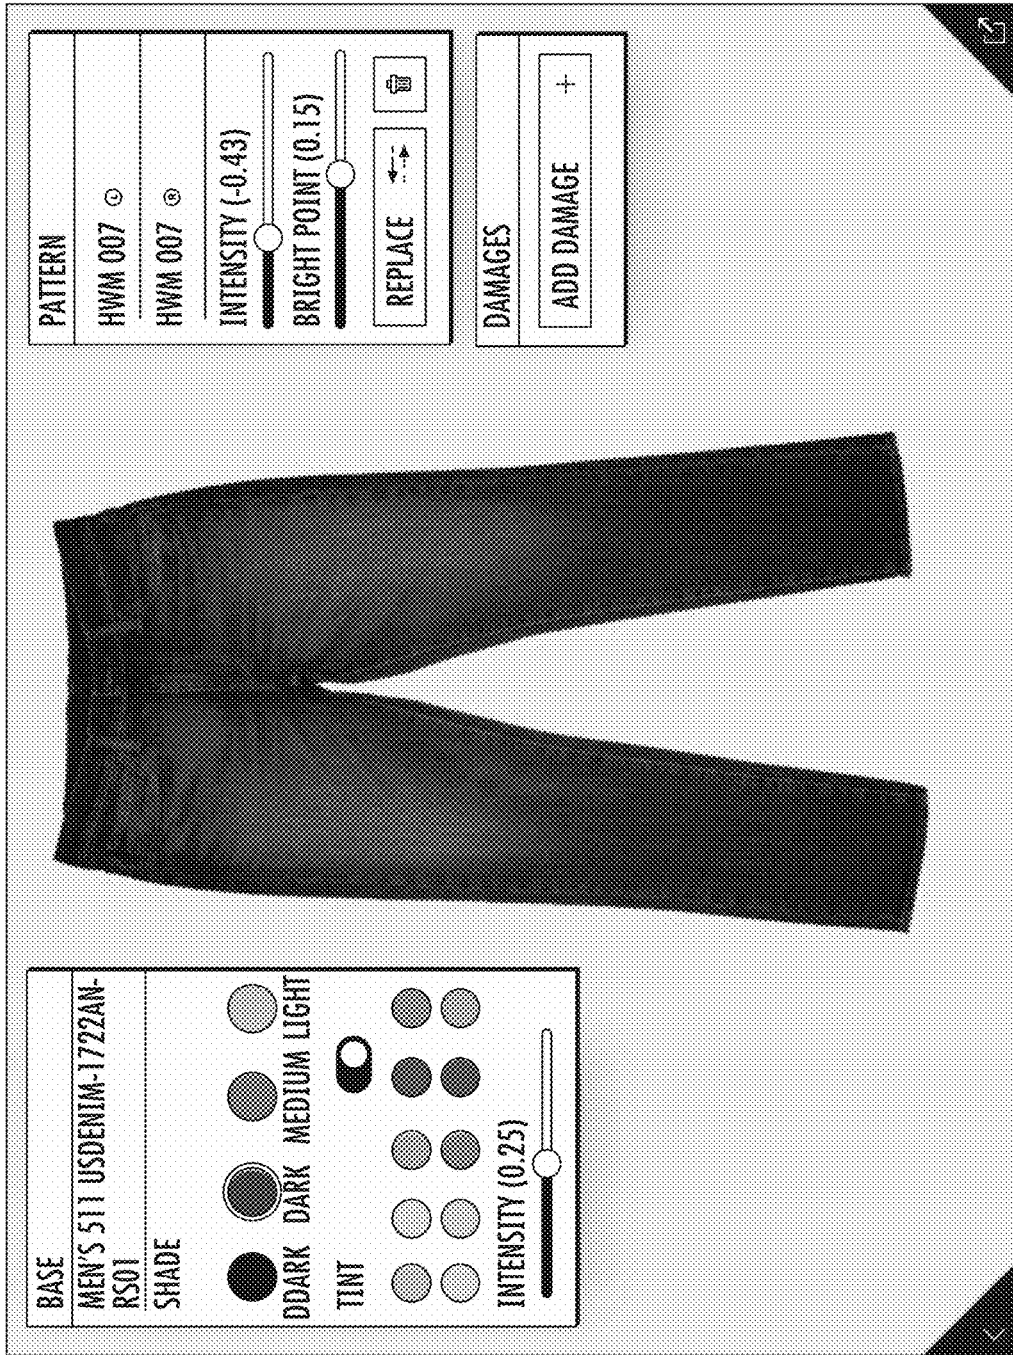 BASE
MEN'S 511 USDENIM-1722AN-
RS01
SHADE
DDARK DARK MEDIUM LIGHT
TINT
INTENSITY (0.25)
PATTERN
HWM 007 L
HWM 007 R
INTENSITY (-0.43)
BRIGHT POINT (0.15)
REPLACE
DAMAGES
ADD DAMAGE +